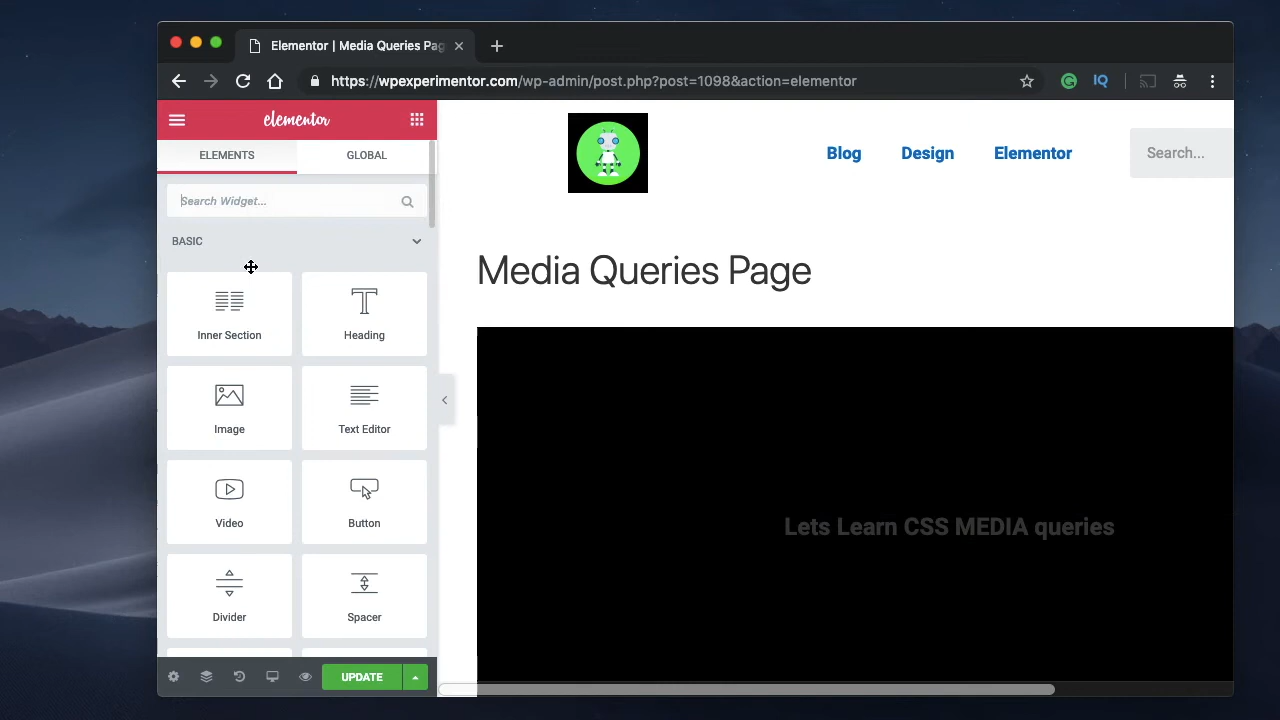 Elementor | Media Queries Pag
https://wpexperimentor.com/wp-admin/post.php?post=1098&action=elementor
IQ
elementor
ELEMENTS
GLOBAL
Search Widget...
BASIC
Inner Section
Heading
Image
Text Editor
Video
Button
Divider
Spacer
UPDATE
Blog
Design
Elementor
Search...
Media Queries Page
Lets Learn CSS MEDIA queries